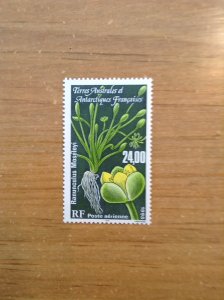 Terres Australes et
Antarctiques Françaises
24,00
Ranunculus Moseleyi
RF Poste aérienne